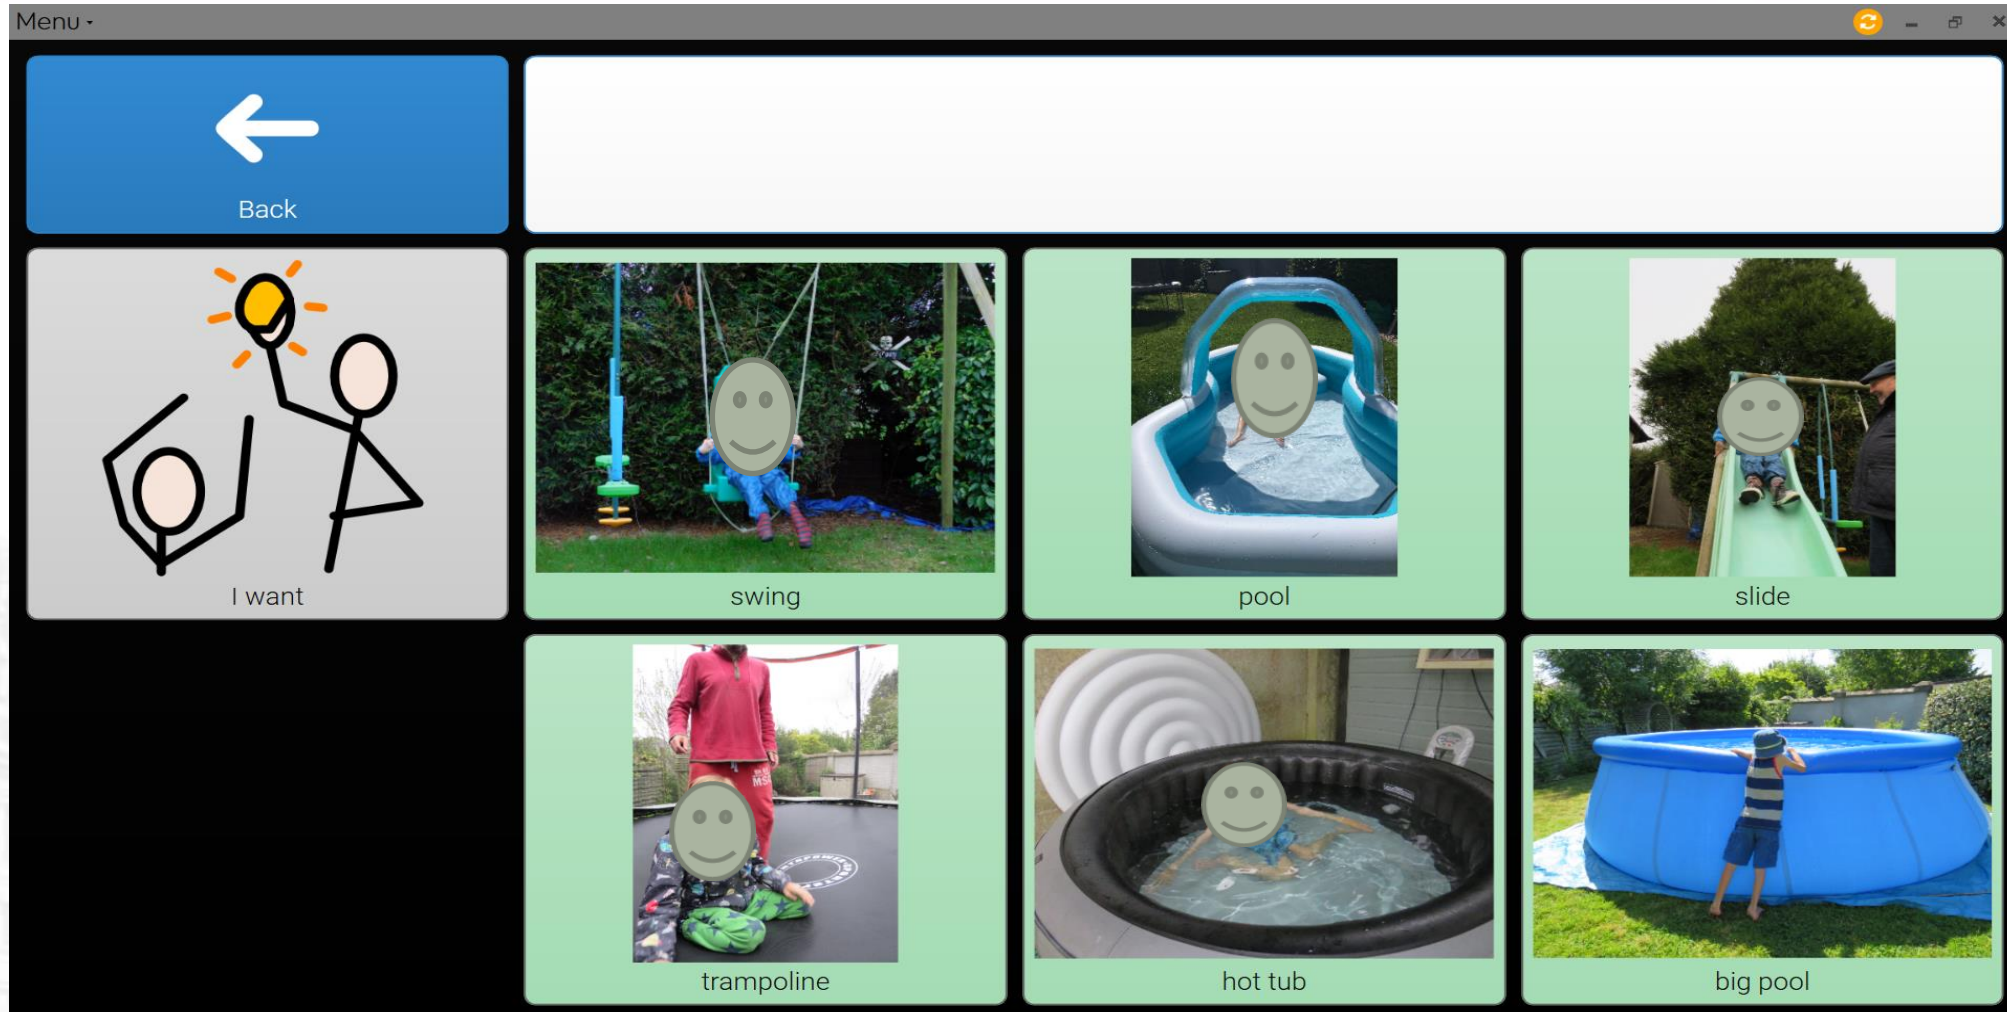 Menu
Back
I want
swing
pool
slide
trampoline
hot tub
big pool